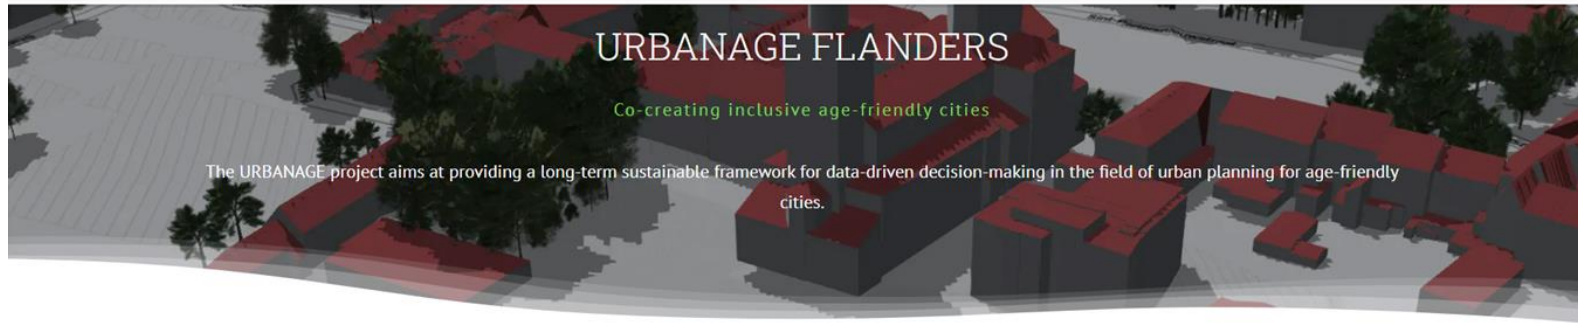 URBANAGE FLANDERS
Co-creating inclusive age-friendly cities
The URBANAGE project aims at providing a long-term sustainable framework for data-driven decision-making in the field of urban planning for age-friendly
cities.